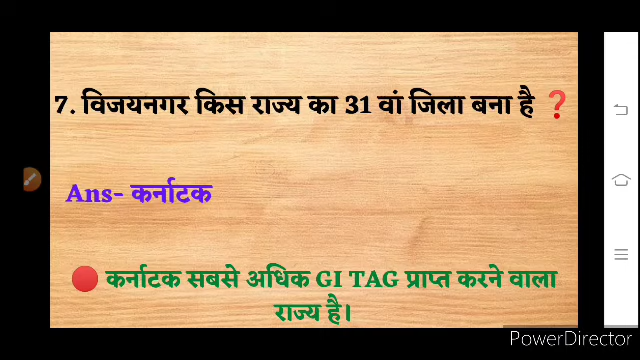 7. विजयनगर किस राज्य का 31 वां जिला बना है ❓
Ans- कर्नाटक
🔴 कर्नाटक सबसे अधिक GI TAG प्राप्त करने वाला
राज्य है।
PowerDirector